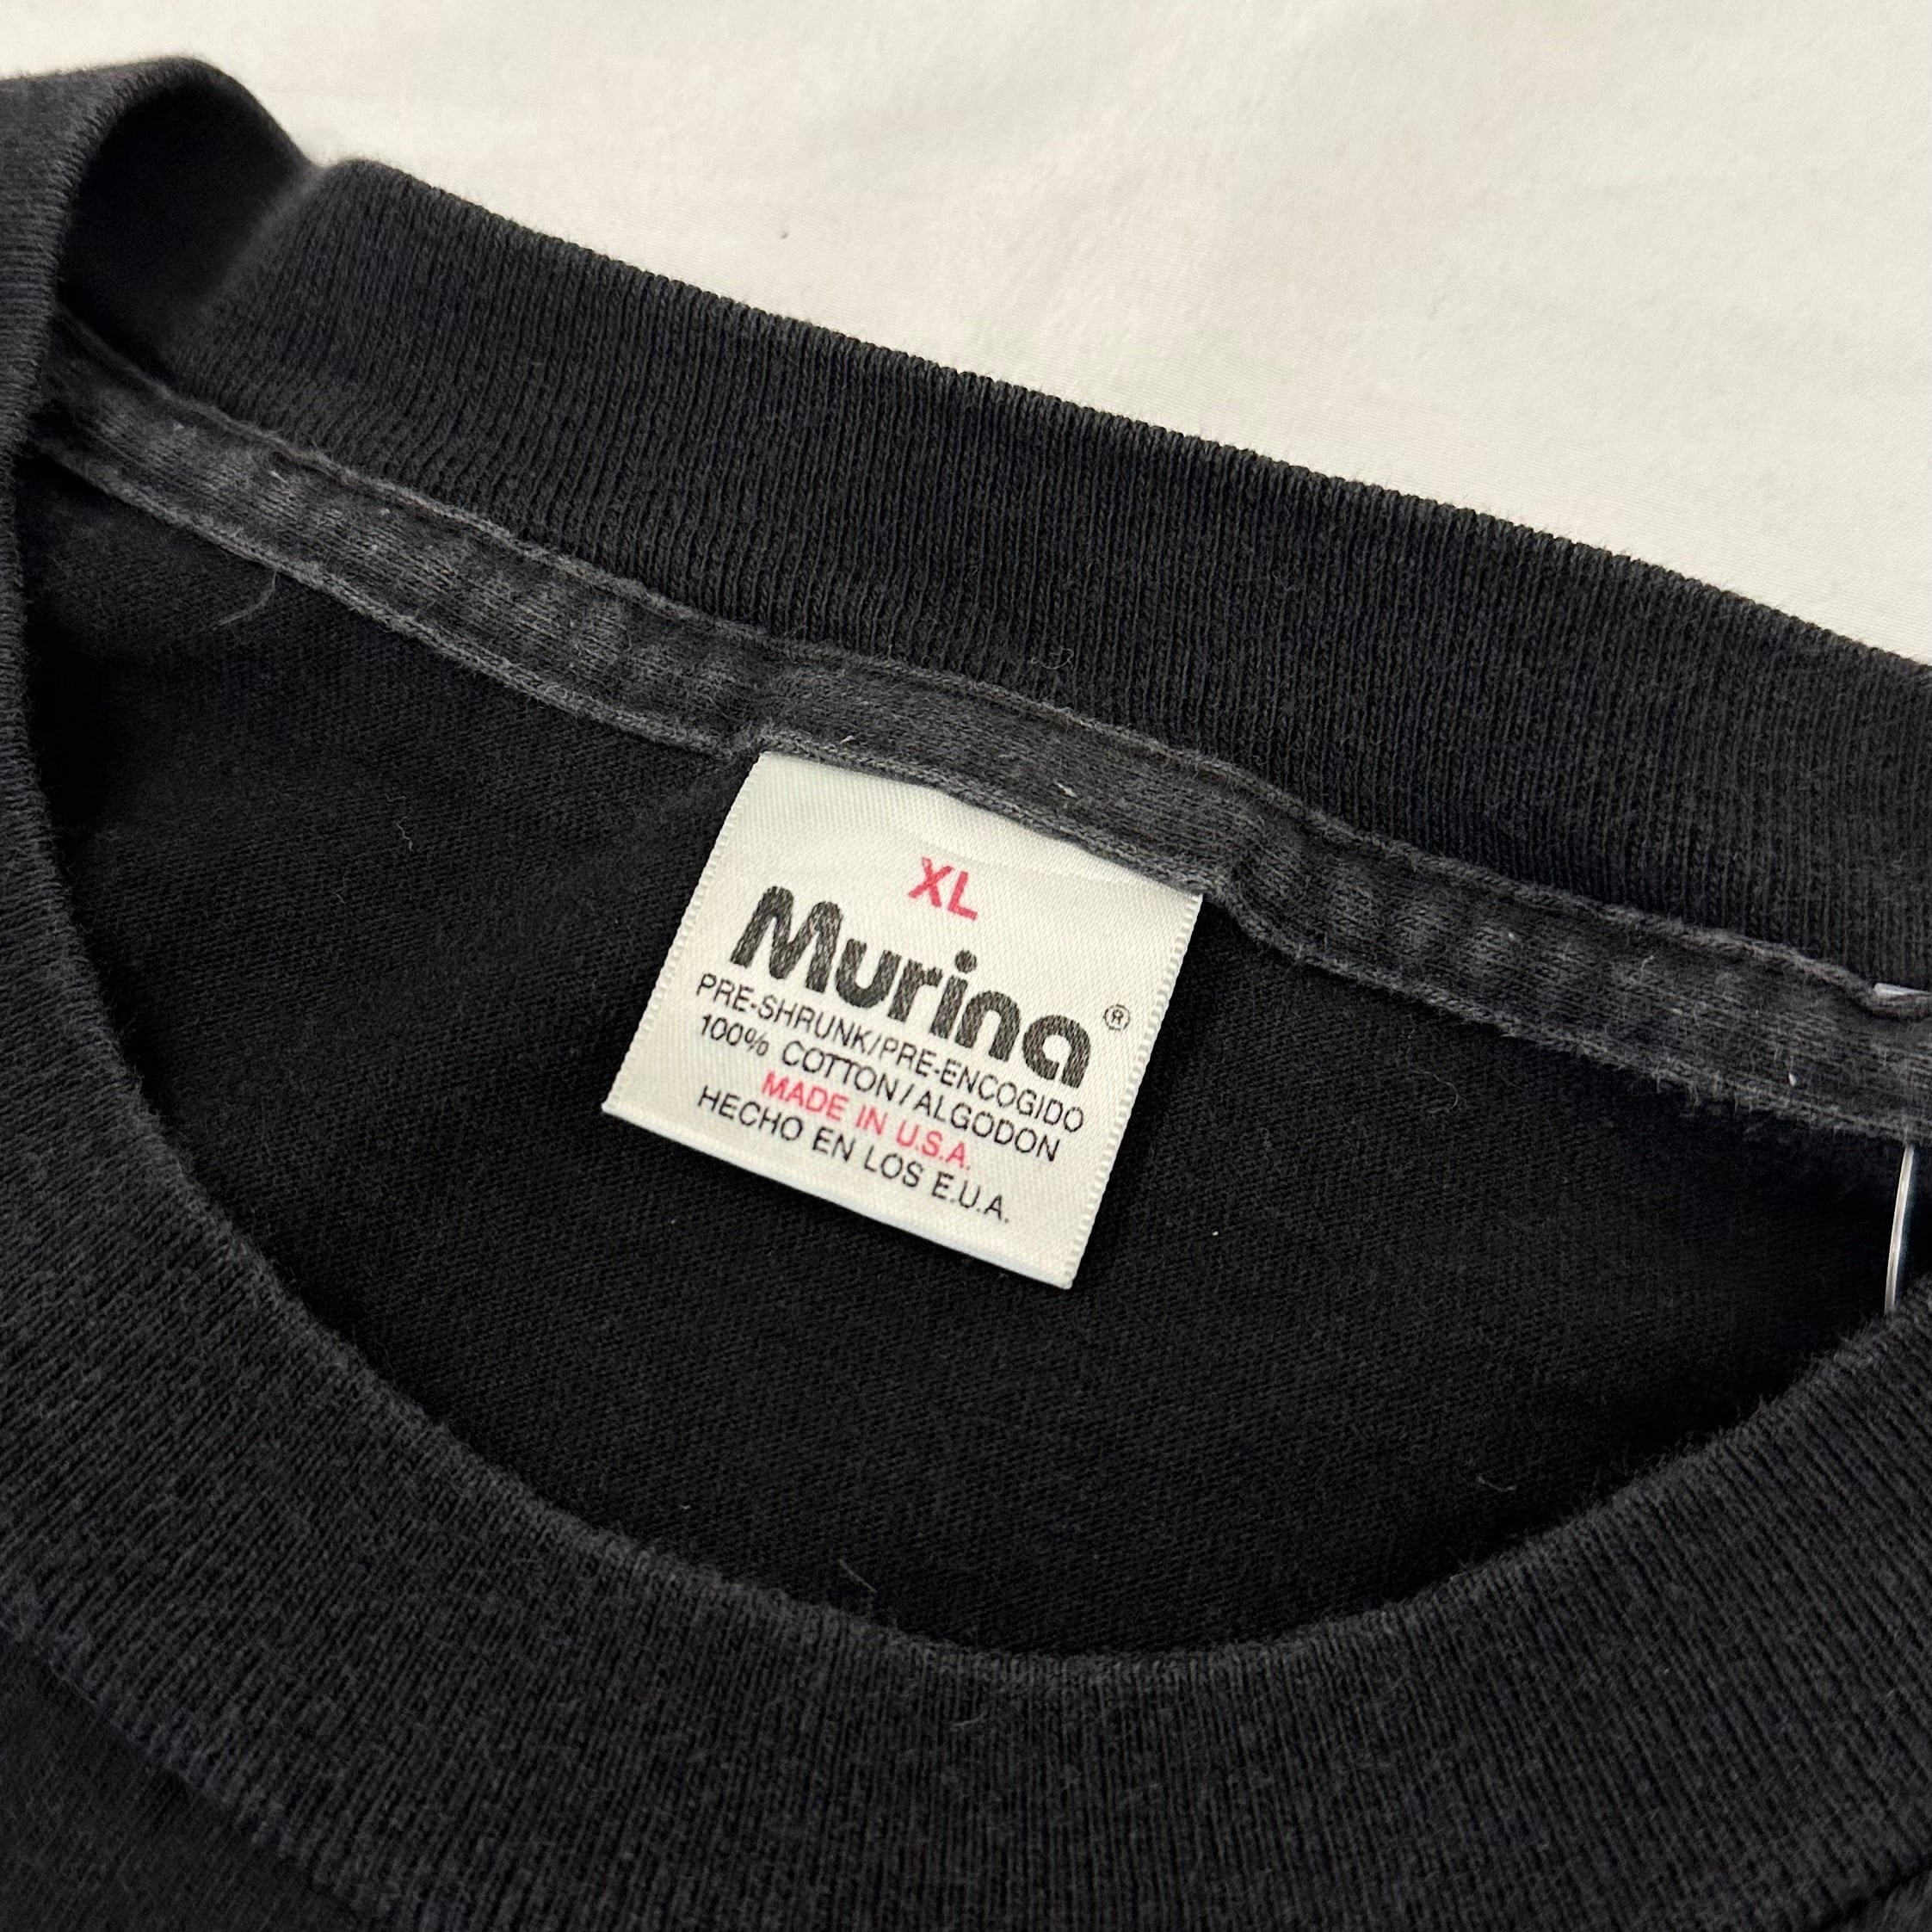 XL
Murina®
PRE-SHRUNK/PRE-ENCOGIDO
100% COTTON/ALGODON
MADE IN U.S.A.
HECHO EN LOS E.U.A.